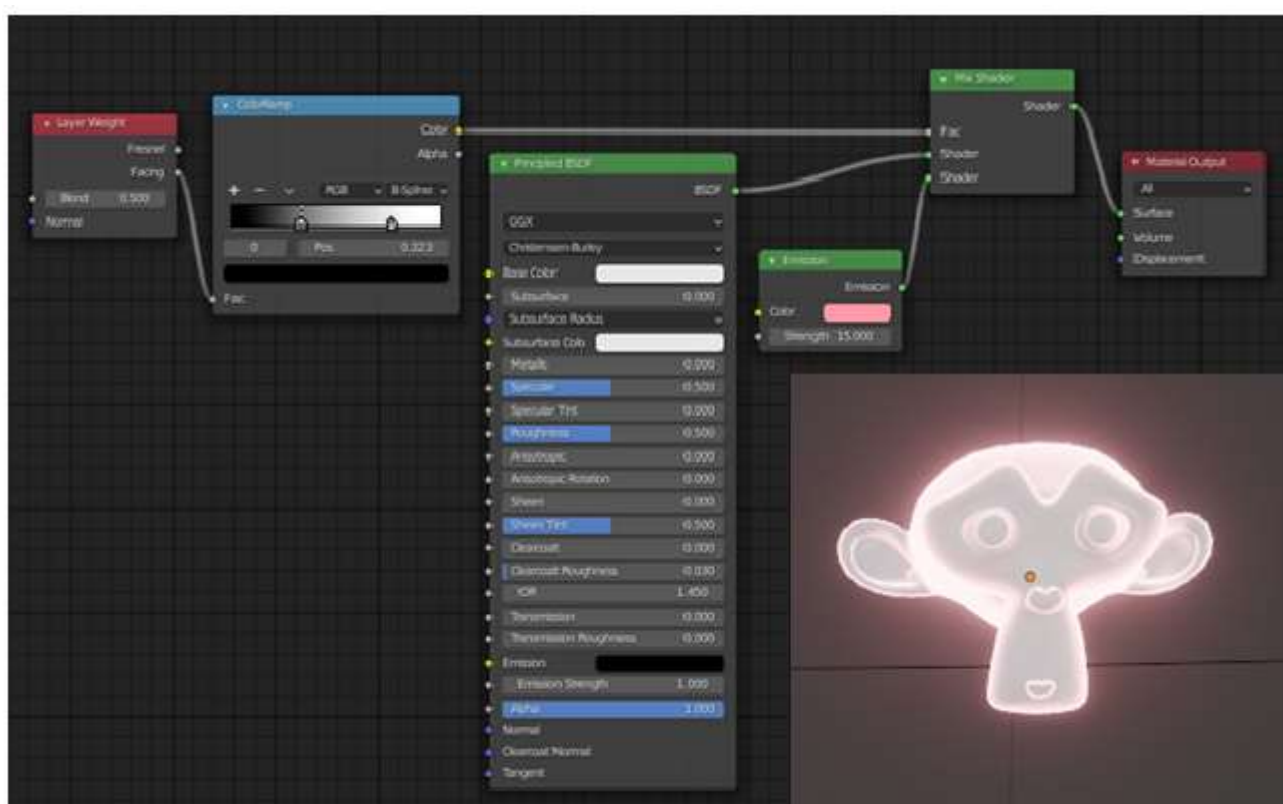 Layer Weight
Fresnel
Facing
Blend 0.500
Normal
ColorRamp
Color
Alpha
+ − RGB B-Spline
0 Pos 0.323
Fac
Principled BSDF
BSDF
GGX
Christensen-Burley
Base Color
Subsurface 0.000
Subsurface Radius
Subsurface Colo
Metallic 0.000
Specular 0.500
Specular Tint 0.000
Roughness 0.500
Anisotropic 0.000
Anisotropic Rotation 0.000
Sheen 0.000
Sheen Tint 0.500
Clearcoat 0.000
Clearcoat Roughness 0.030
IOR 1.450
Transmission 0.000
Transmission Roughness 0.000
Emission
Emission Strength 1.000
Alpha 1.000
Normal
Clearcoat Normal
Tangent
Emission
Emission
Color
Strength 15.000
Mix Shader
Shader
Fac
Shader
Shader
Material Output
All
Surface
Volume
Displacement